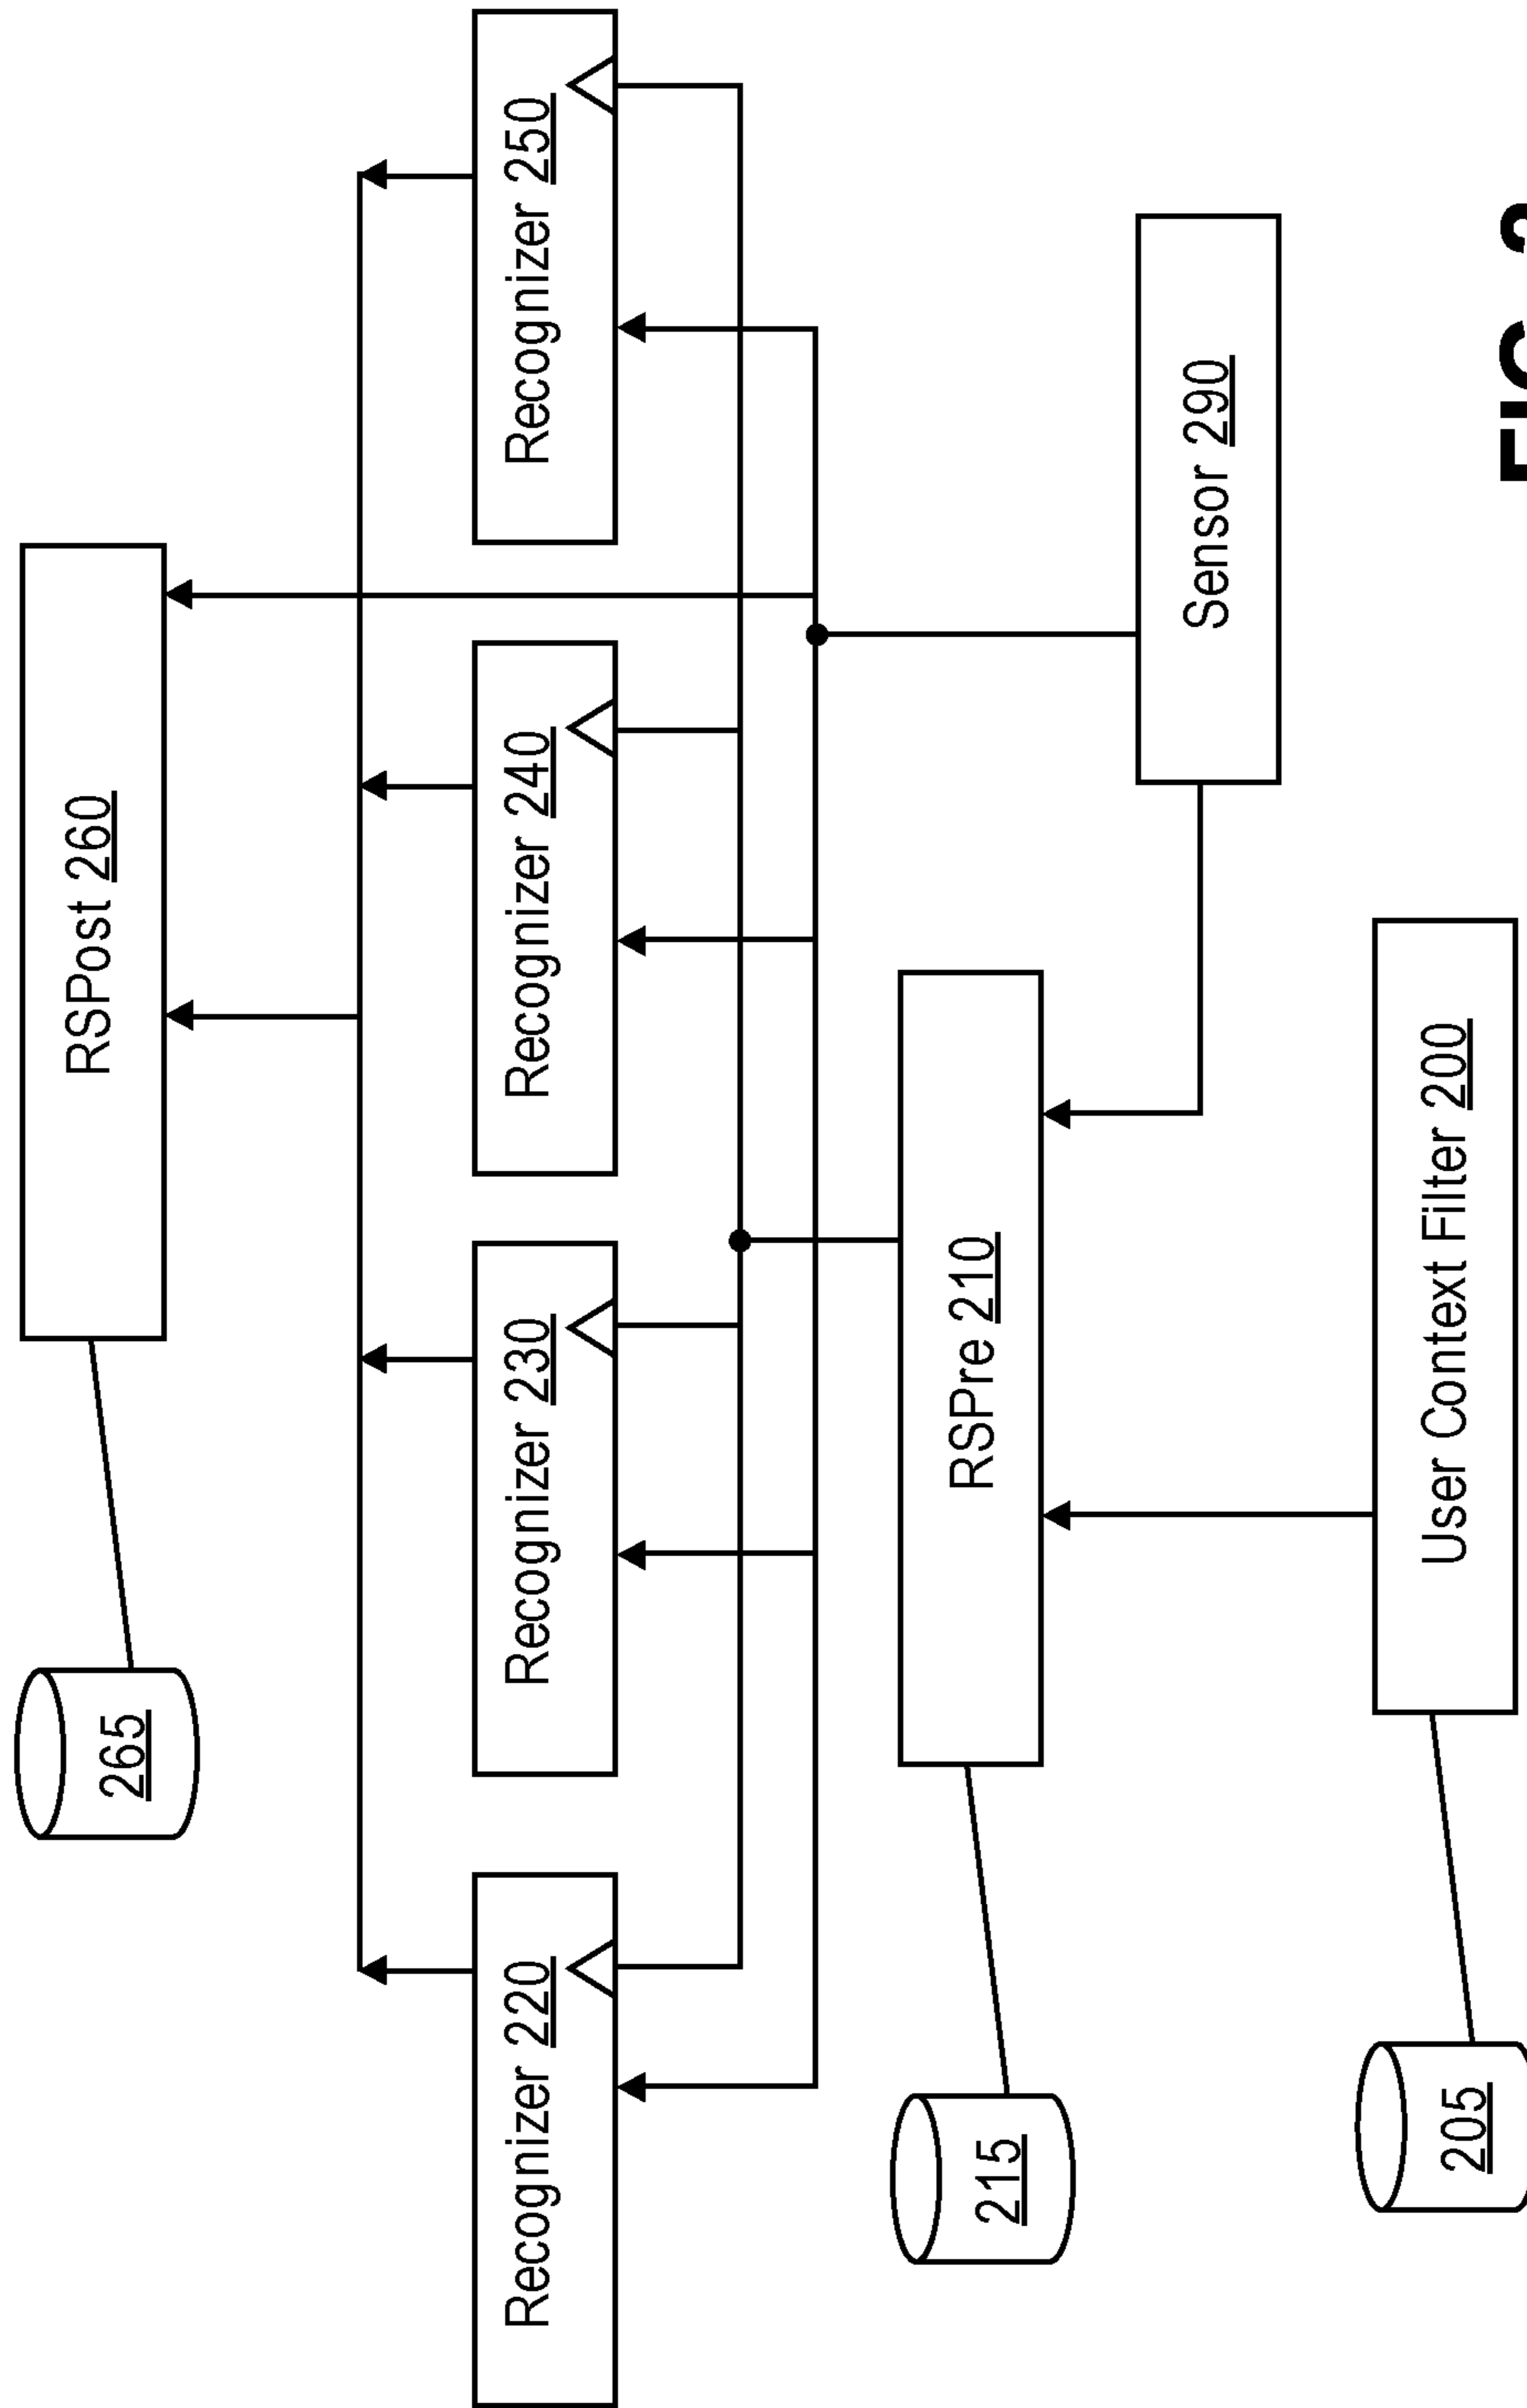 265
RSPost 260
Recognizer 220
Recognizer 230
Recognizer 240
Recognizer 250
215
RSPre 210
Sensor 290
205
User Context Filter 200